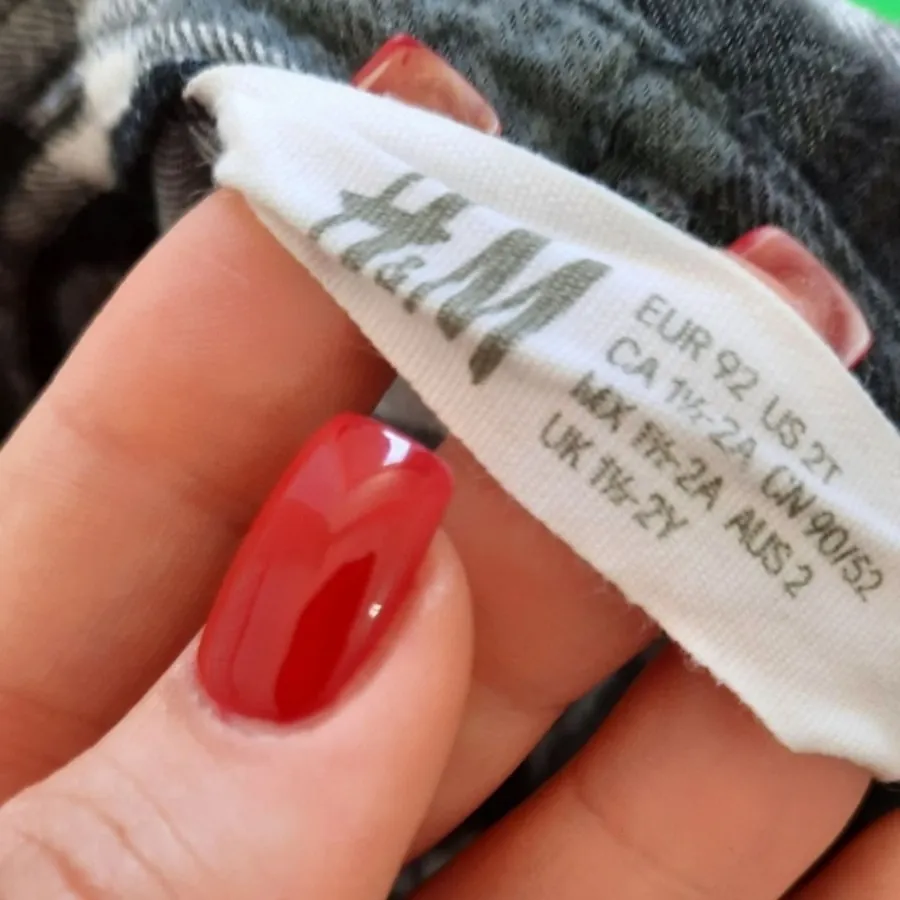 H&M
EUR 92 US 2T
CA 1½-2A CN 90/52
MX 1½-2A AUS 2
UK 1½-2Y